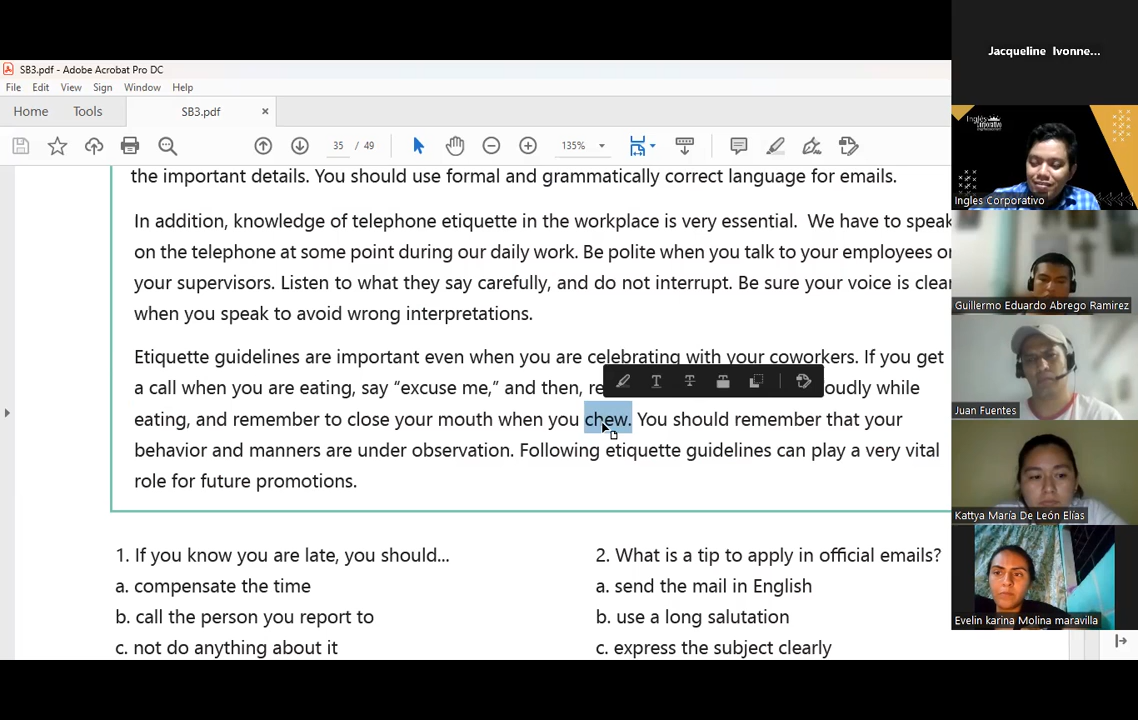 Jacqueline Ivonne...
SB3.pdf - Adobe Acrobat Pro DC
File Edit View Sign Window Help
Home Tools SB3.pdf ×
35 / 49 135%
Ingles Corporativo
the important details. You should use formal and grammatically correct language for emails.
In addition, knowledge of telephone etiquette in the workplace is very essential. We have to speak
on the telephone at some point during our daily work. Be polite when you talk to your employees or
your supervisors. Listen to what they say carefully, and do not interrupt. Be sure your voice is clear
when you speak to avoid wrong interpretations.
Guillermo Eduardo Abrego Ramirez
Etiquette guidelines are important even when you are celebrating with your coworkers. If you get
a call when you are eating, say “excuse me,” and then, re loudly while
eating, and remember to close your mouth when you chew. You should remember that your
behavior and manners are under observation. Following etiquette guidelines can play a very vital
role for future promotions.
Juan Fuentes
Kattya María De León Elías
1. If you know you are late, you should...
a. compensate the time
b. call the person you report to
c. not do anything about it
2. What is a tip to apply in official emails?
a. send the mail in English
b. use a long salutation
c. express the subject clearly
Evelin karina Molina maravilla